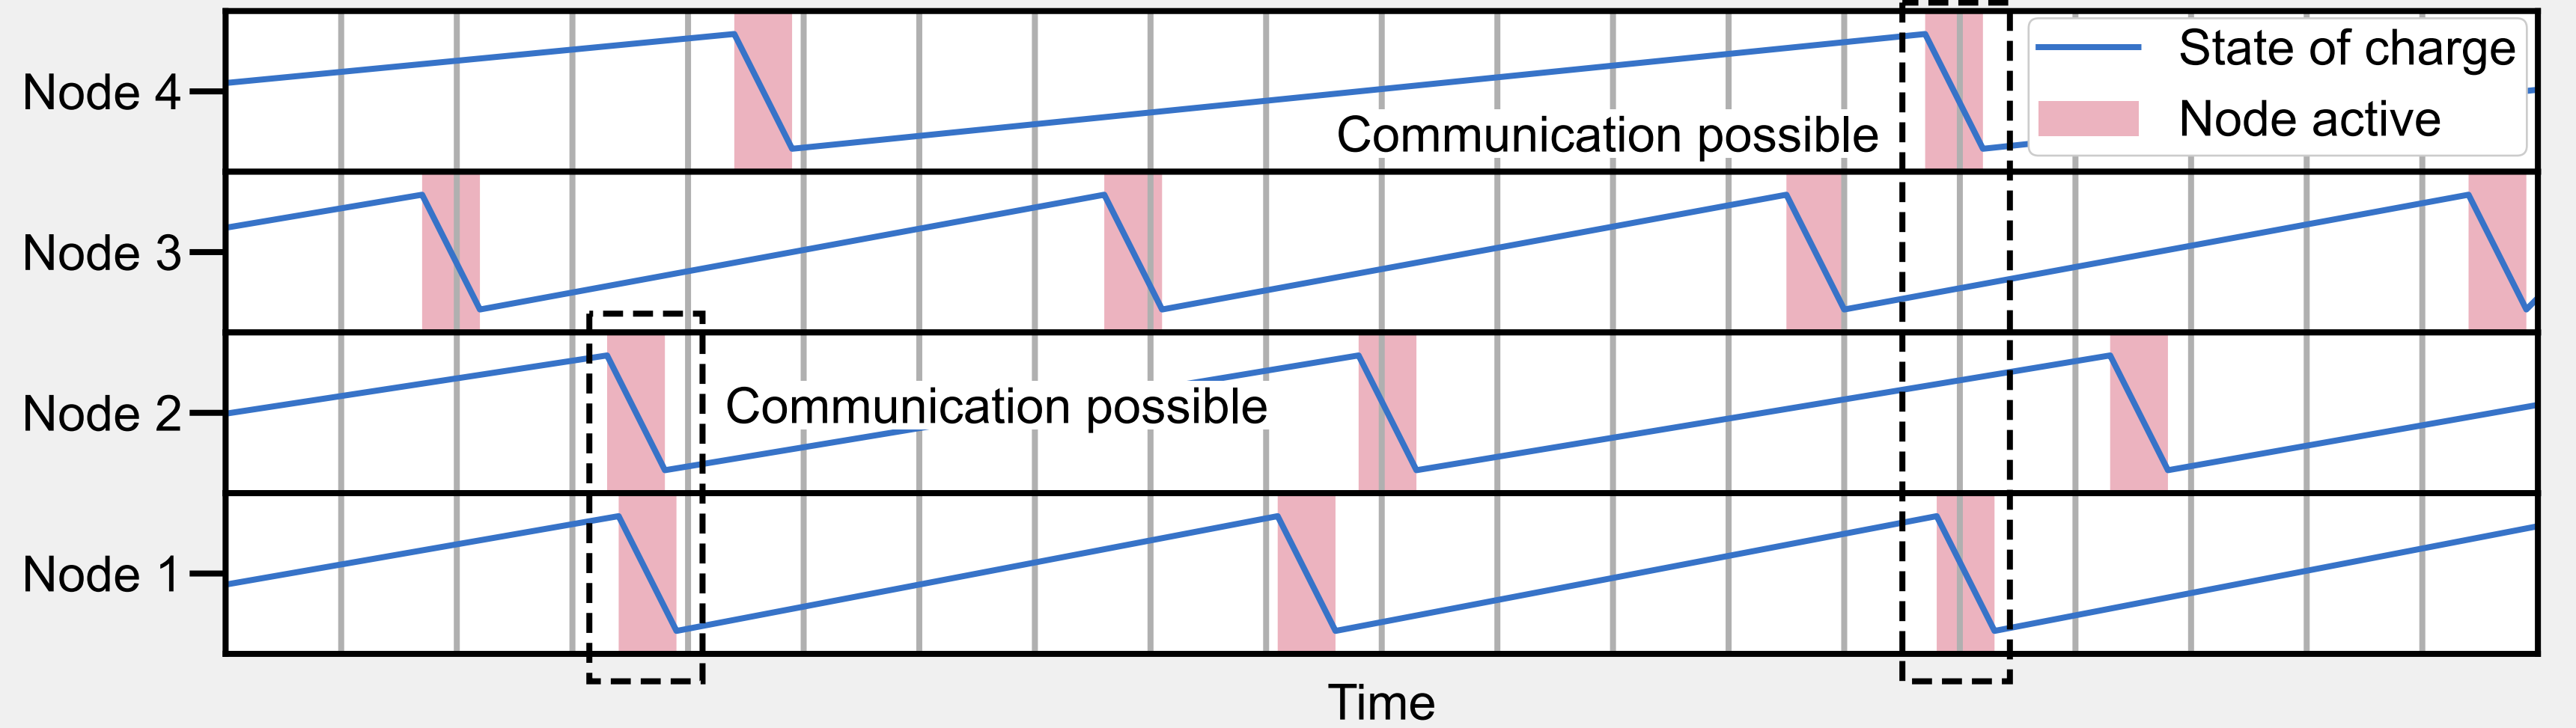 Node 4
Communication possible
State of charge
Node active
Node 3
Node 2
Communication possible
Node 1
Time